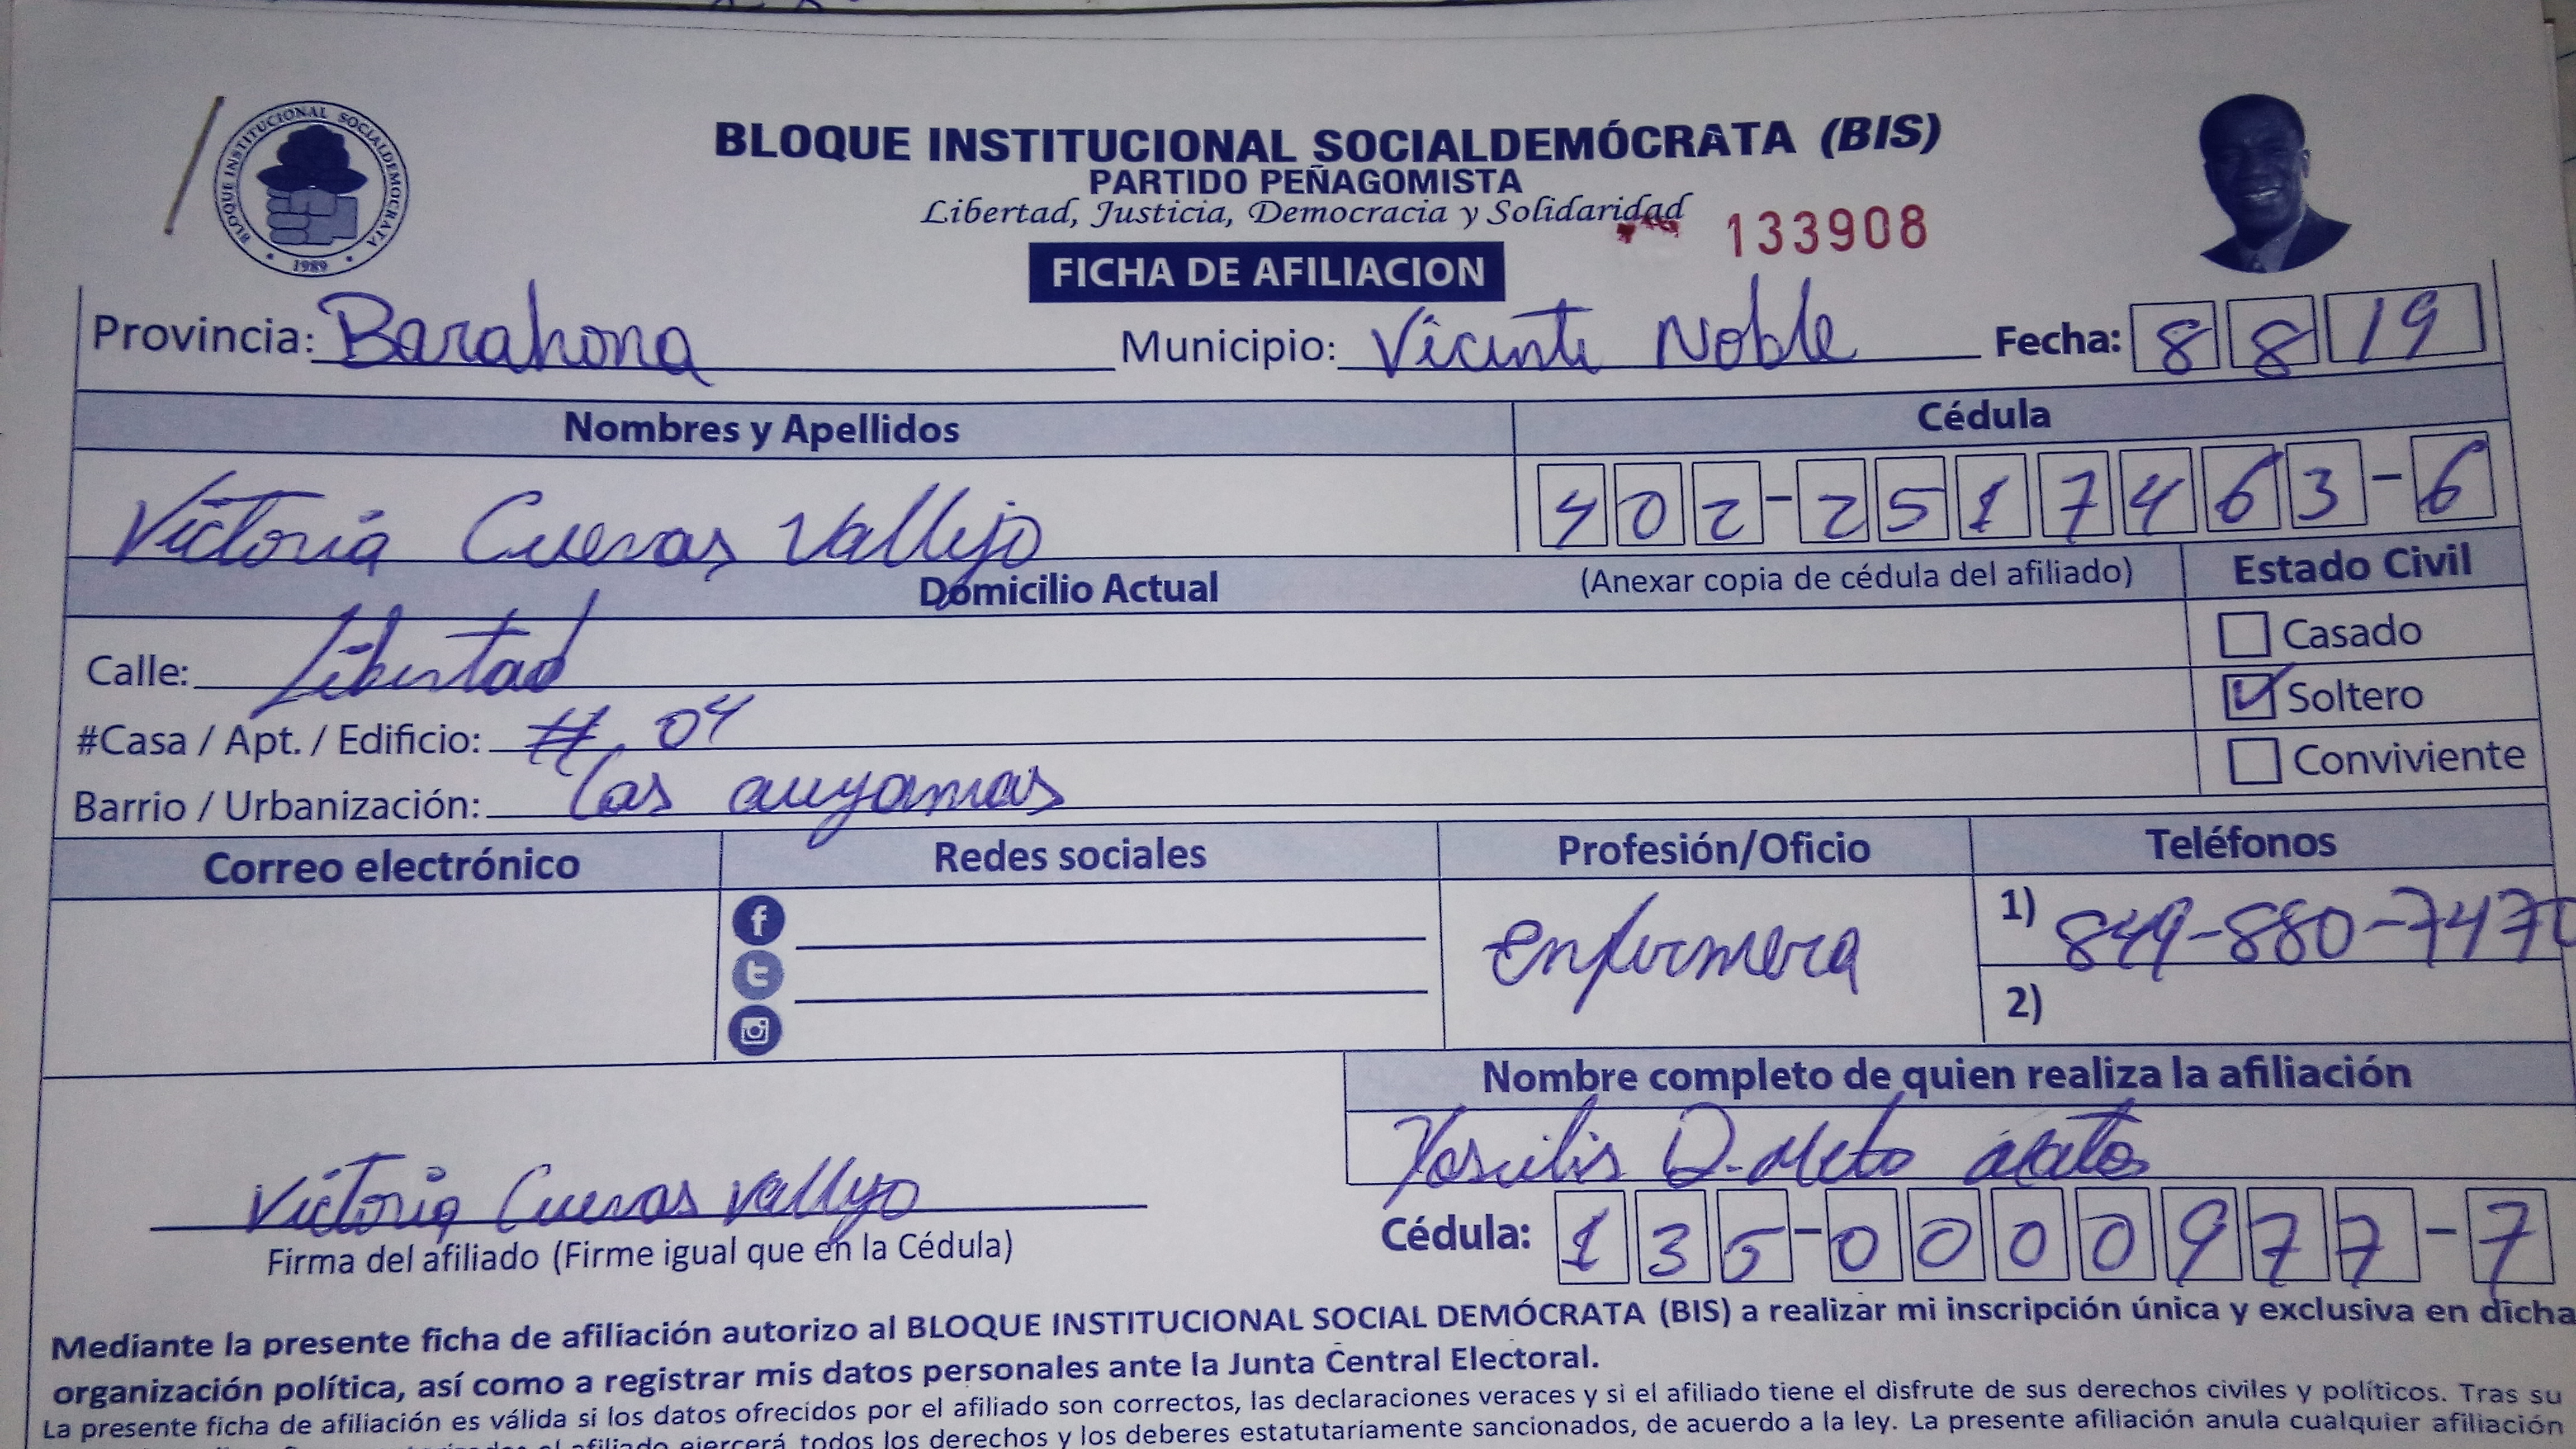 BLOQUE INSTITUCIONAL SOCIALDEMOCRATA
1989
BLOQUE INSTITUCIONAL SOCIALDEMÓCRATA (BIS)
PARTIDO PEÑAGOMISTA
Libertad, Justicia, Democracia y Solidaridad
133908
FICHA DE AFILIACION
Provincia: Barahona Municipio: Vicente Noble Fecha: 8 8 19
Nombres y Apellidos Cédula
Victoria Cuevas Vallejo 402-2517463-6
Domicilio Actual (Anexar copia de cédula del afiliado) Estado Civil
Calle: Libertad Casado
#Casa / Apt. / Edificio: # 04 Soltero
Barrio / Urbanización: Las auyamas Conviviente
Correo electrónico Redes sociales Profesión/Oficio Teléfonos
enfermera 1) 849-880-7470
2)
Nombre completo de quien realiza la afiliación
D.
Victoria Cuevas Vallejo
Firma del afiliado (Firme igual que en la Cédula) Cédula: 135-0000977-7
Mediante la presente ficha de afiliación autorizo al BLOQUE INSTITUCIONAL SOCIAL DEMÓCRATA (BIS) a realizar mi inscripción única y exclusiva en dicha
organización política, así como a registrar mis datos personales ante la Junta Central Electoral.
La presente ficha de afiliación es válida si los datos ofrecidos por el afiliado son correctos, las declaraciones veraces y si el afiliado tiene el disfrute de sus derechos civiles y políticos. Tras su
el afiliado ejercerá todos los derechos y los deberes estatutariamente sancionados, de acuerdo a la ley. La presente afiliación anula cualquier afiliación